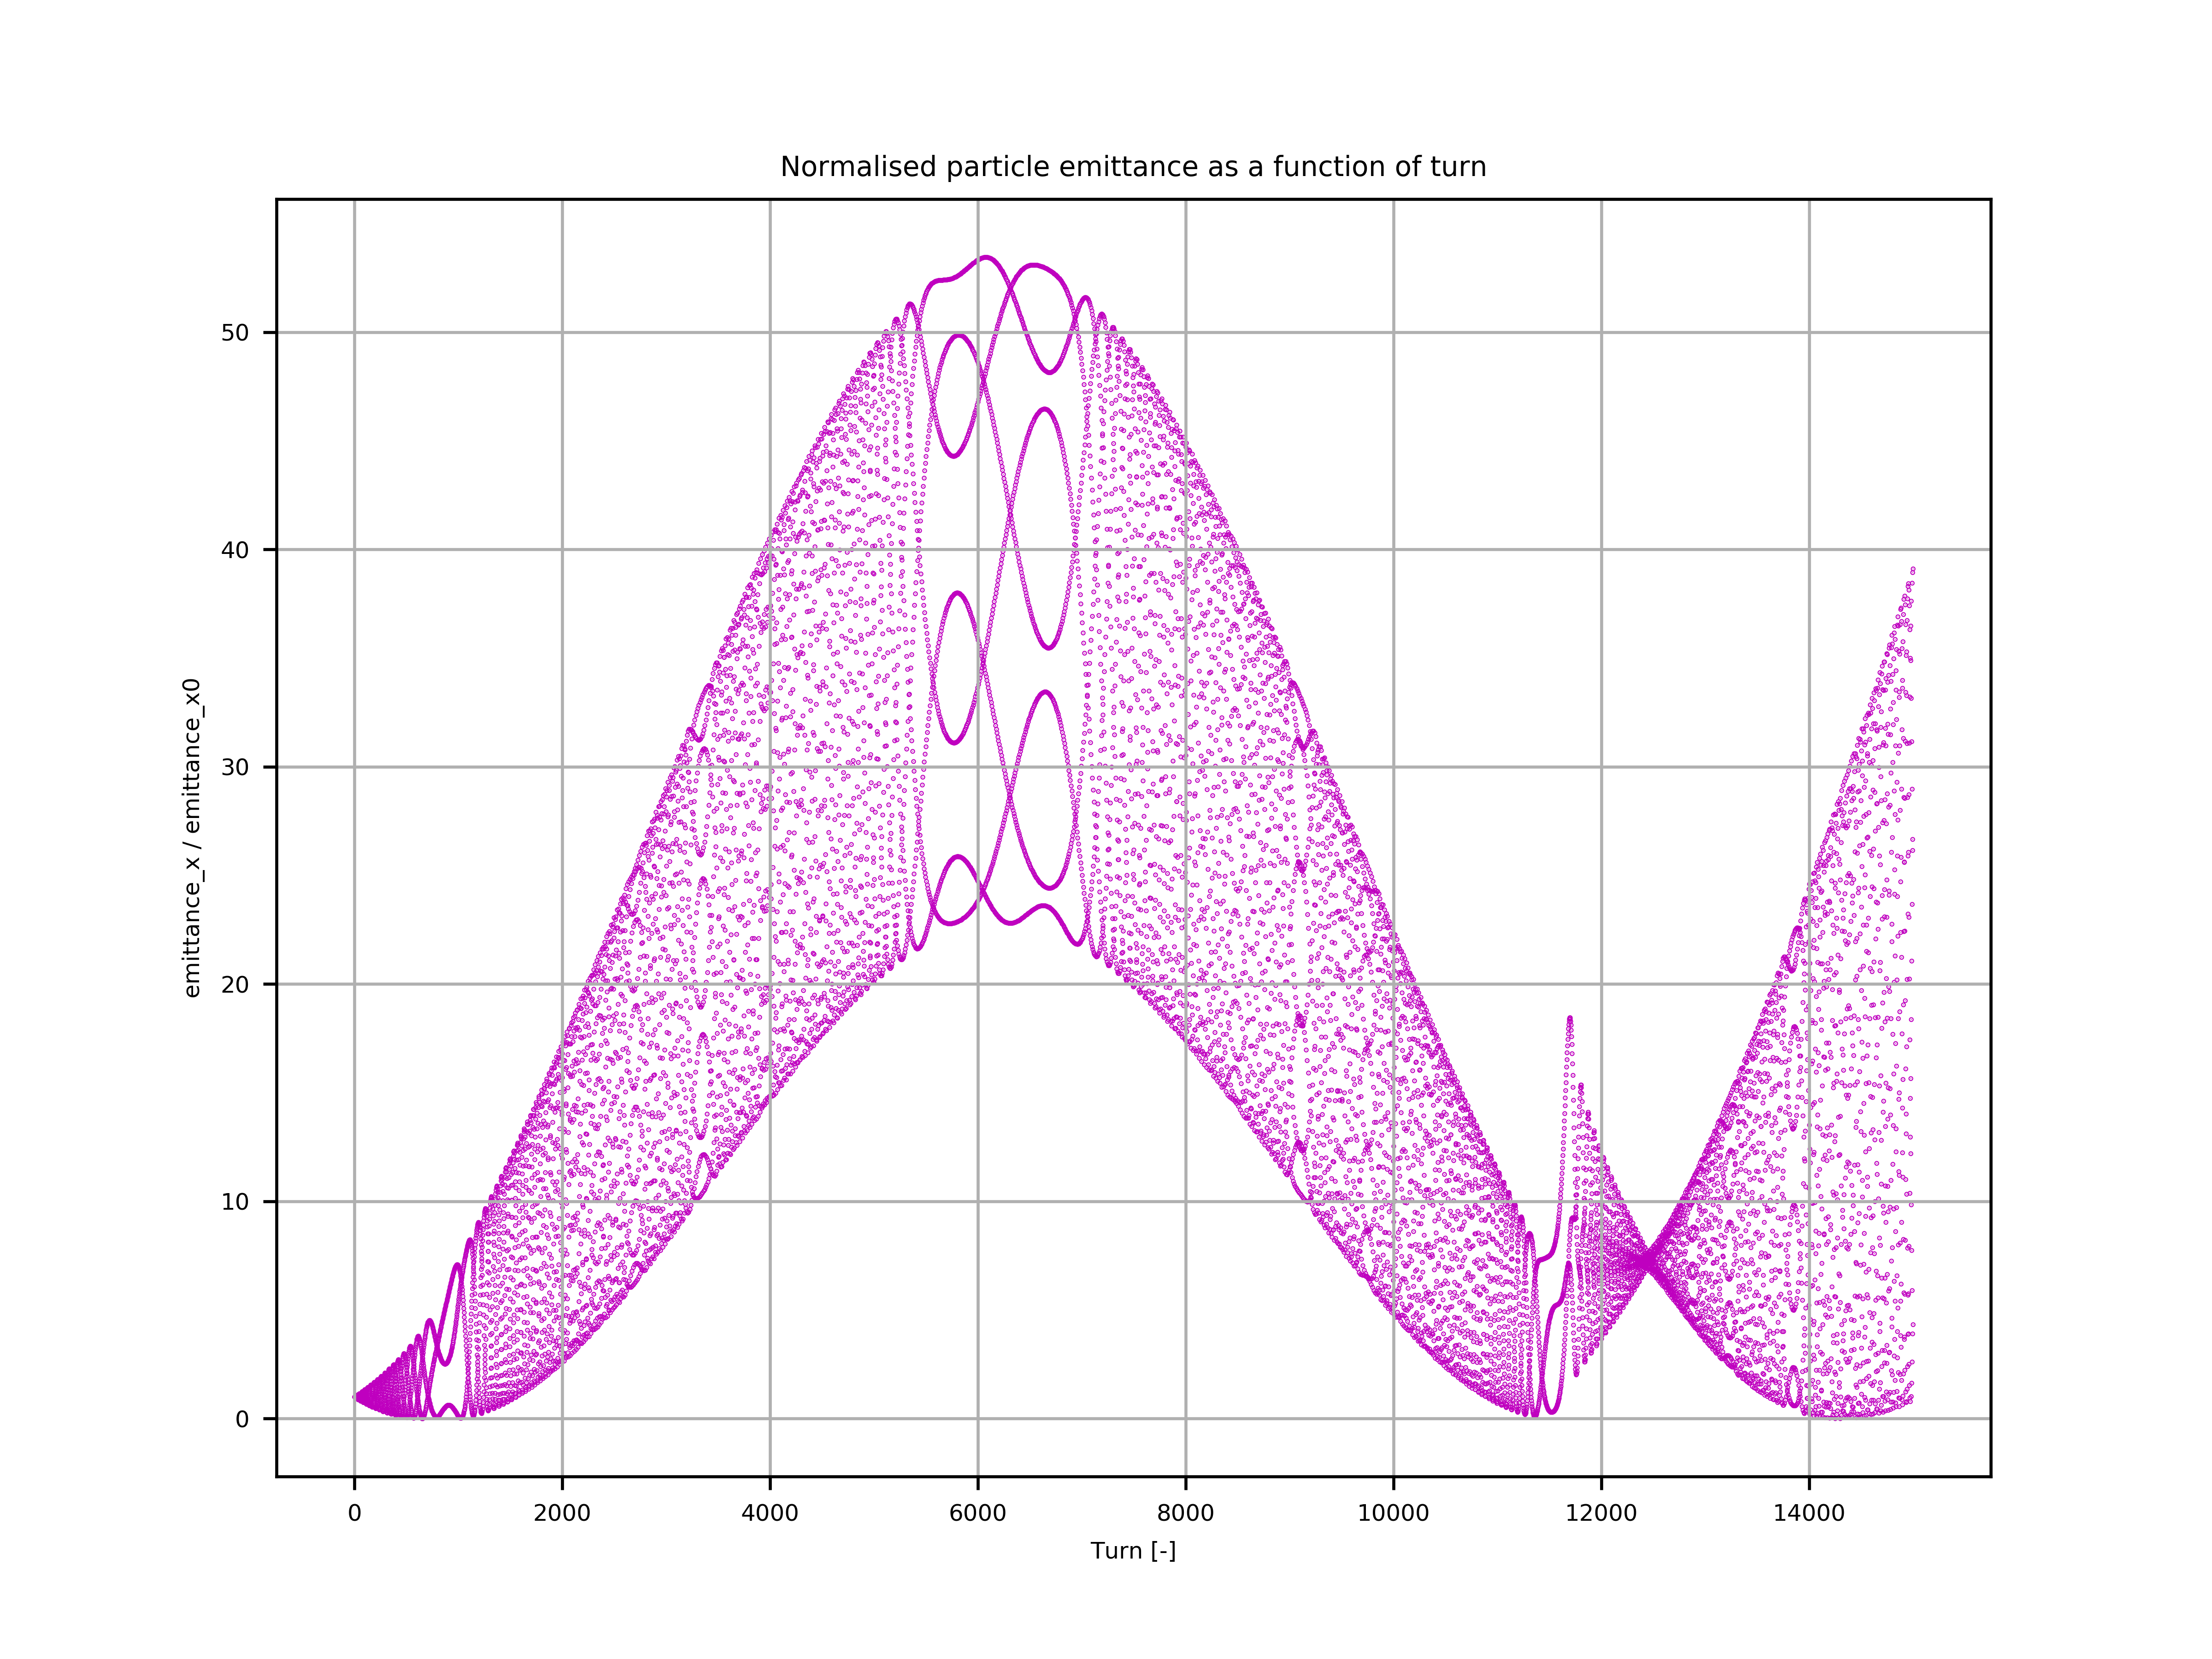 Normalised particle emittance as a function of turn
emittance_x / emittance_x0
50
40
30
20
10
0
0 2000 4000 6000 8000 10000 12000 14000
Turn [-]